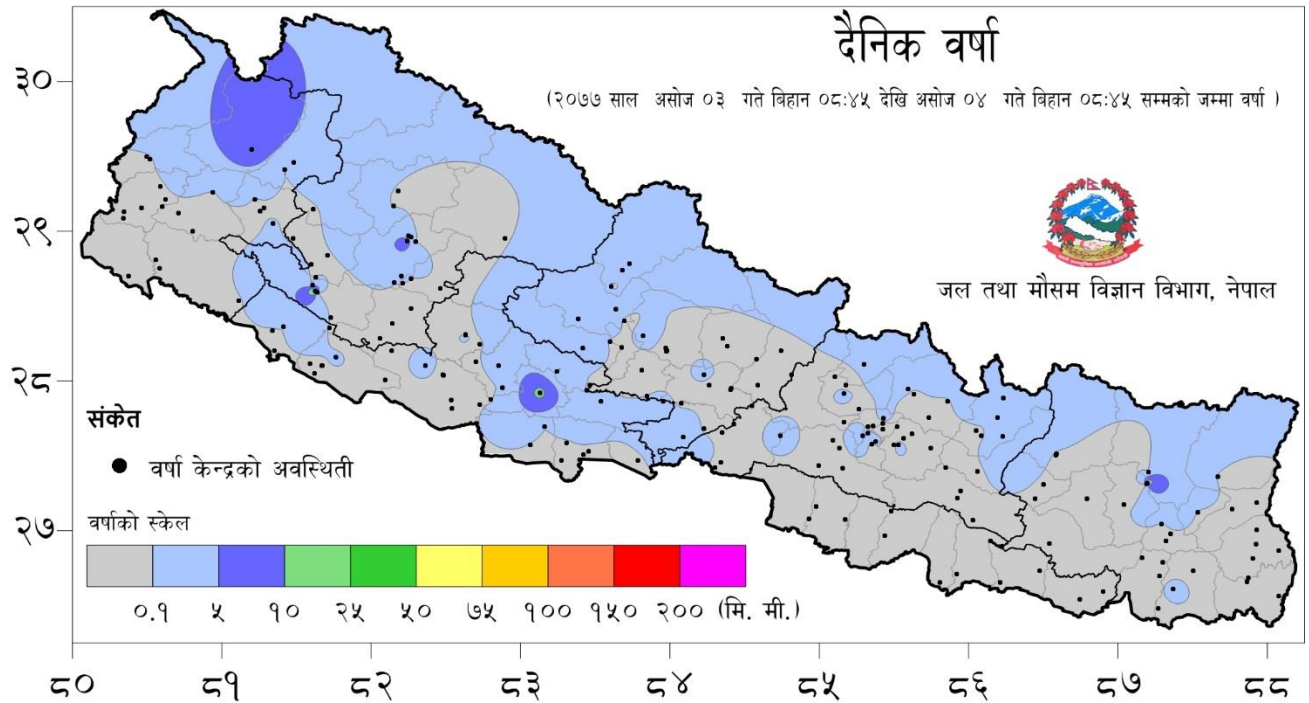 दैनिक वर्षा
(२०७७ साल असोज ०३ गते बिहान ०८:४५ देखि असोज ०४ गते बिहान ०८:४५ सम्मको जम्मा वर्षा )
३०
२९
जल तथा मौसम विज्ञान विभाग, नेपाल
२८
संकेत
वर्षा केन्द्रको अवस्थिती
वर्षाको स्केल
२७
०.१ ५ १० २५ ५० ७५ १०० १५० २०० (मि. मी.)
८० ८१ ८२ ८३ ८४ ८५ ८६ ८७ ८८